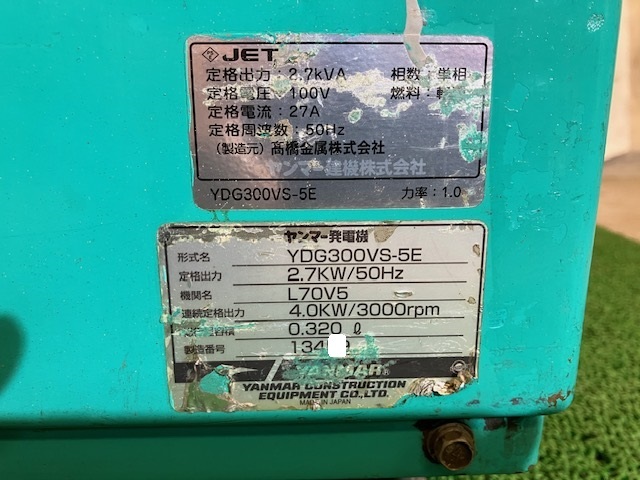 JET
定格出力：2.7kVA 相数：単相
定格電圧 100V 燃料：
定格電流：27A
定格周波数：50Hz
（製造元）髙橋金属株式会社
ヤンマー建機株式会社
YDG300VS-5E 力率：1.0
ヤンマー発電機
形式名 YDG300VS-5E
定格出力 2.7KW/50Hz
機関名 L70V5
連続定格出力 4.0KW/3000rpm
容積 0.320 ℓ
製造番号 134
YANMAR
YANMAR CONSTRUCTION
EQUIPMENT CO.,LTD.
MADE IN JAPAN